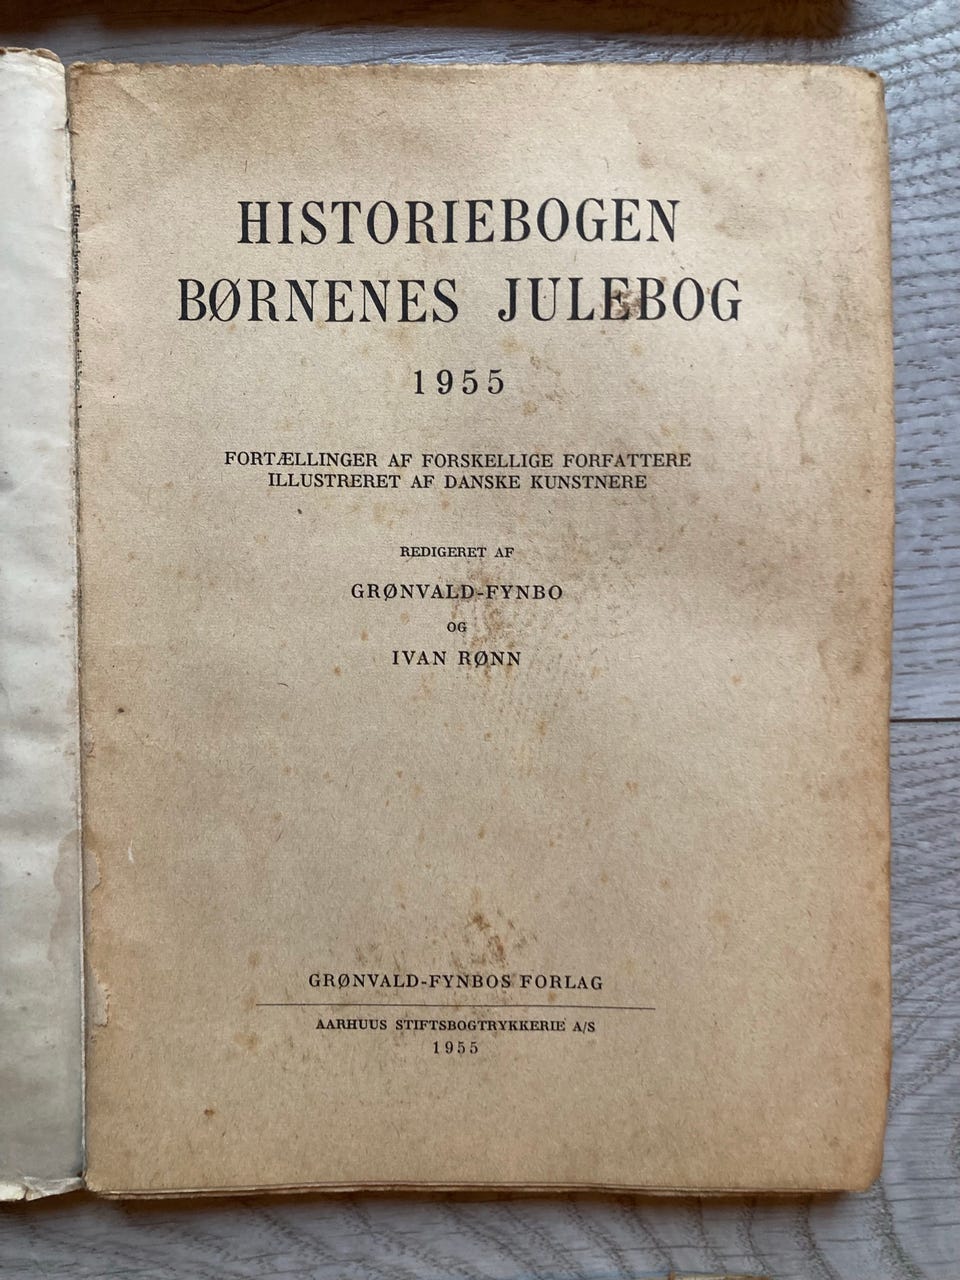 HISTORIEBOGEN
BØRNENES JULEBOG
1955
FORTÆLLINGER AF FORSKELLIGE FORFATTERE
ILLUSTRERET AF DANSKE KUNSTNERE
REDIGERET AF
GRØNVALD-FYNBO
OG
IVAN RØNN
GRØNVALD-FYNBOS FORLAG
AARHUUS STIFTSBOGTRYKKERIE A/S
1955